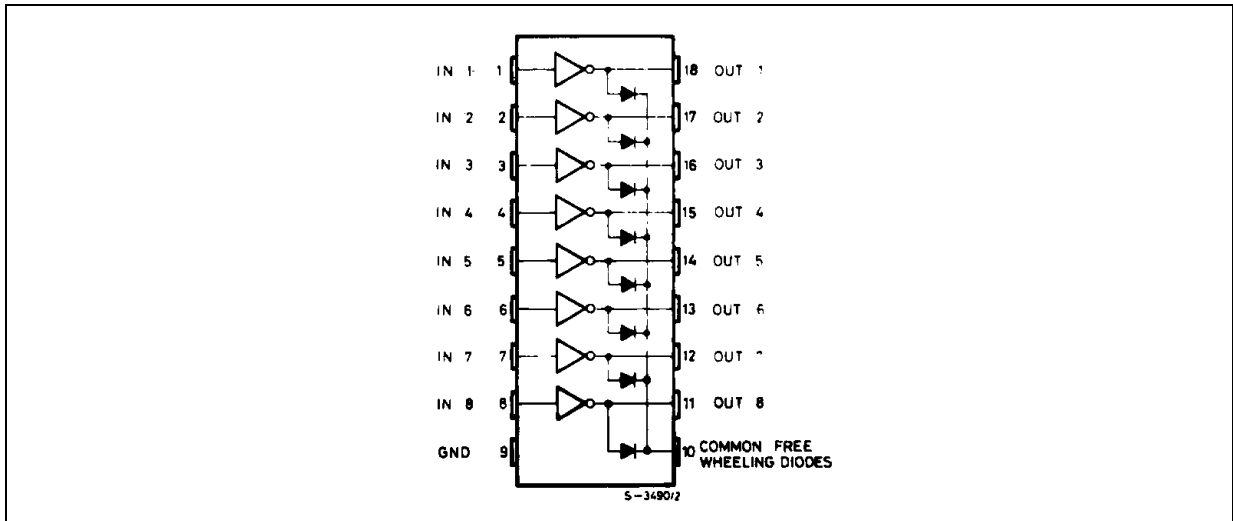 IN 1 1 18 OUT 1
IN 2 2 17 OUT 2
IN 3 3 16 OUT 3
IN 4 4 15 OUT 4
IN 5 5 14 OUT 5
IN 6 6 13 OUT 6
IN 7 7 12 OUT
IN 8 8 11 OUT 8
GND 9 10 COMMON FREE
WHEELING DIODES
S-3490/2